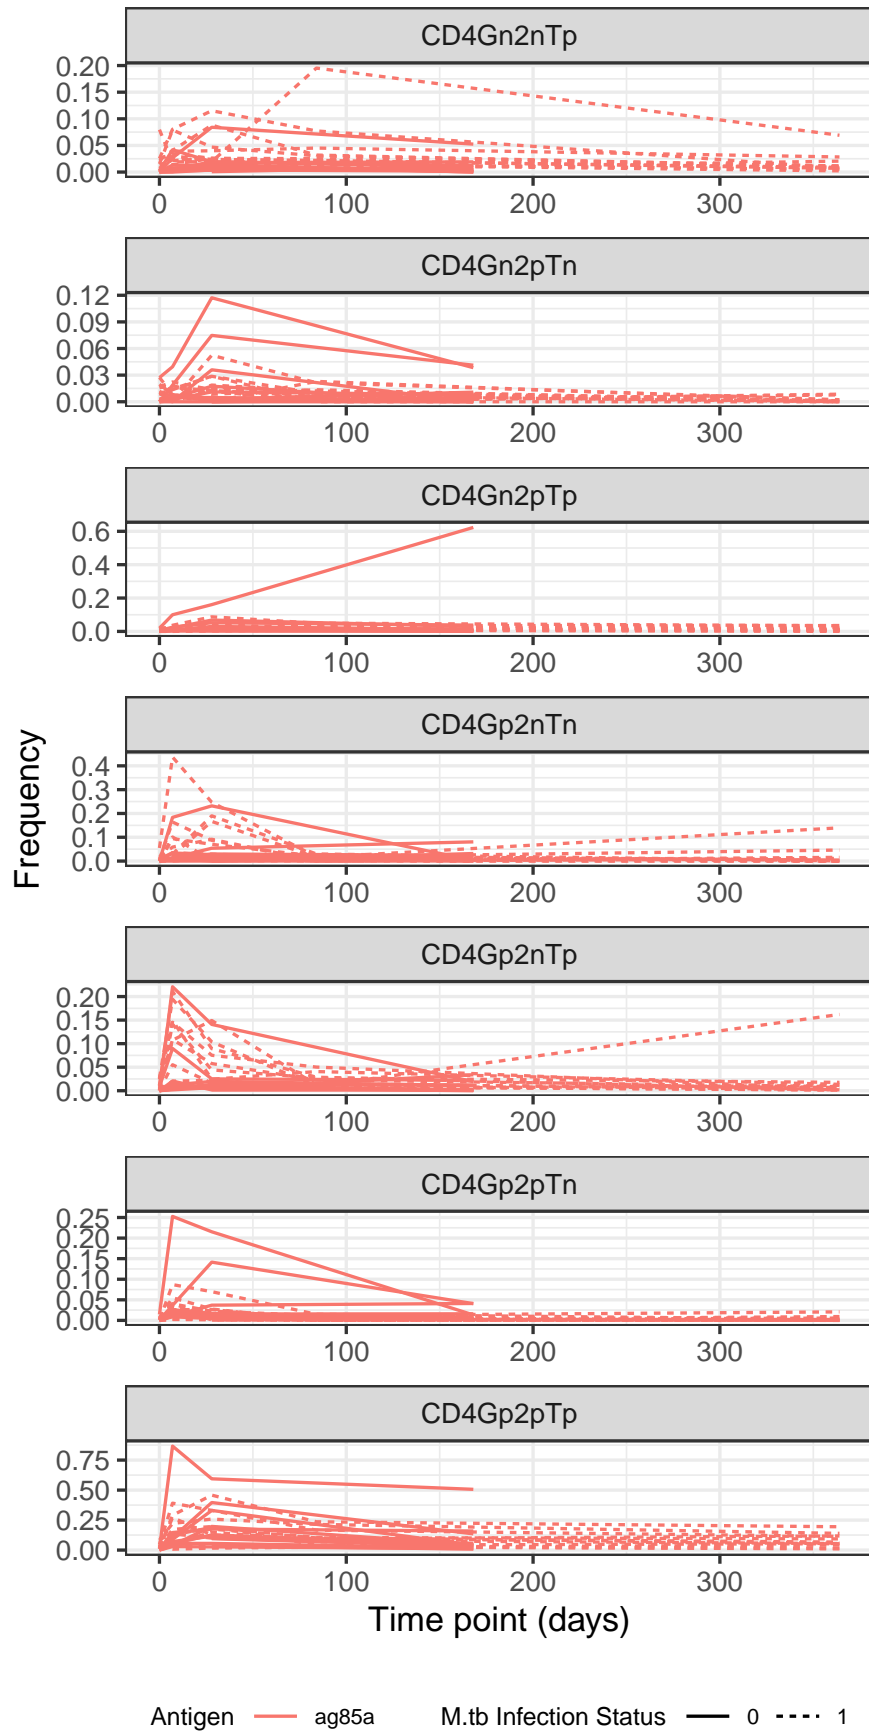 CD4Gn2nTp
0.20
0.15
0.10
0.05
0.00
0 100 200 300
CD4Gn2pTn
0.12
0.09
0.06
0.03
0.00
0 100 200 300
CD4Gn2pTp
0.6
0.4
0.2
0.0
0 100 200 300
CD4Gp2nTn
0.4
0.3
0.2
0.1
0.0
0 100 200 300
CD4Gp2nTp
0.20
0.15
0.10
0.05
0.00
0 100 200 300
CD4Gp2pTn
0.25
0.20
0.15
0.10
0.05
0.00
0 100 200 300
CD4Gp2pTp
0.75
0.50
0.25
0.00
0 100 200 300
Frequency
Time point (days)
Antigen ag85a M.tb Infection Status 0 1